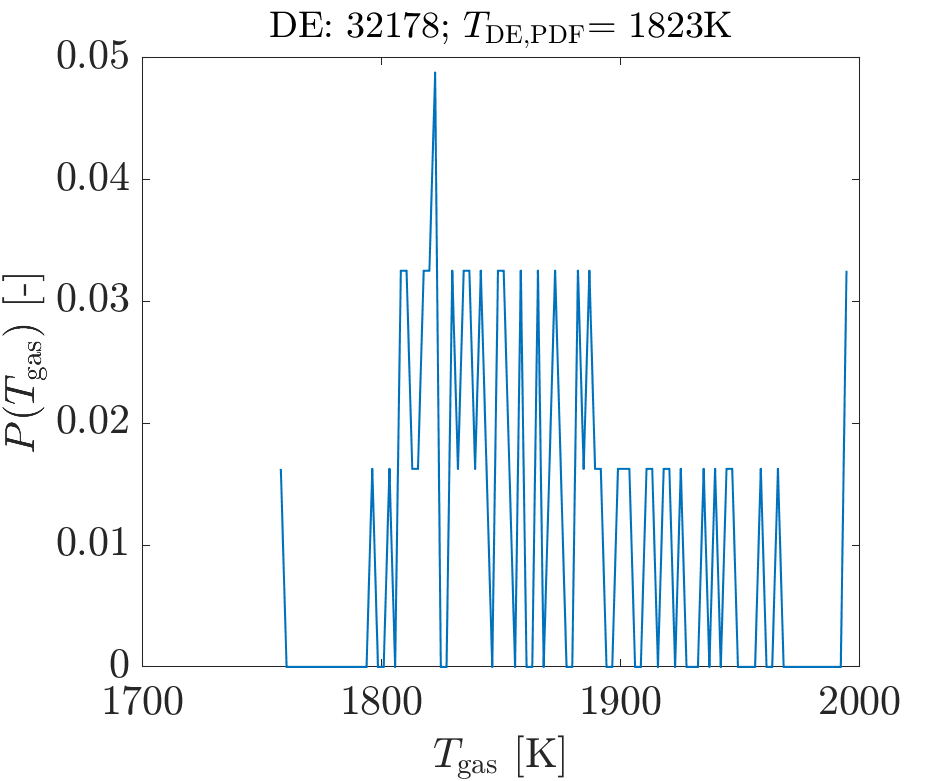 DE: 32178; T_DE,PDF= 1823K
0.05
0.04
0.03
0.02
0.01
0
P(T_gas) [-]
1700 1800 1900 2000
T_gas [K]